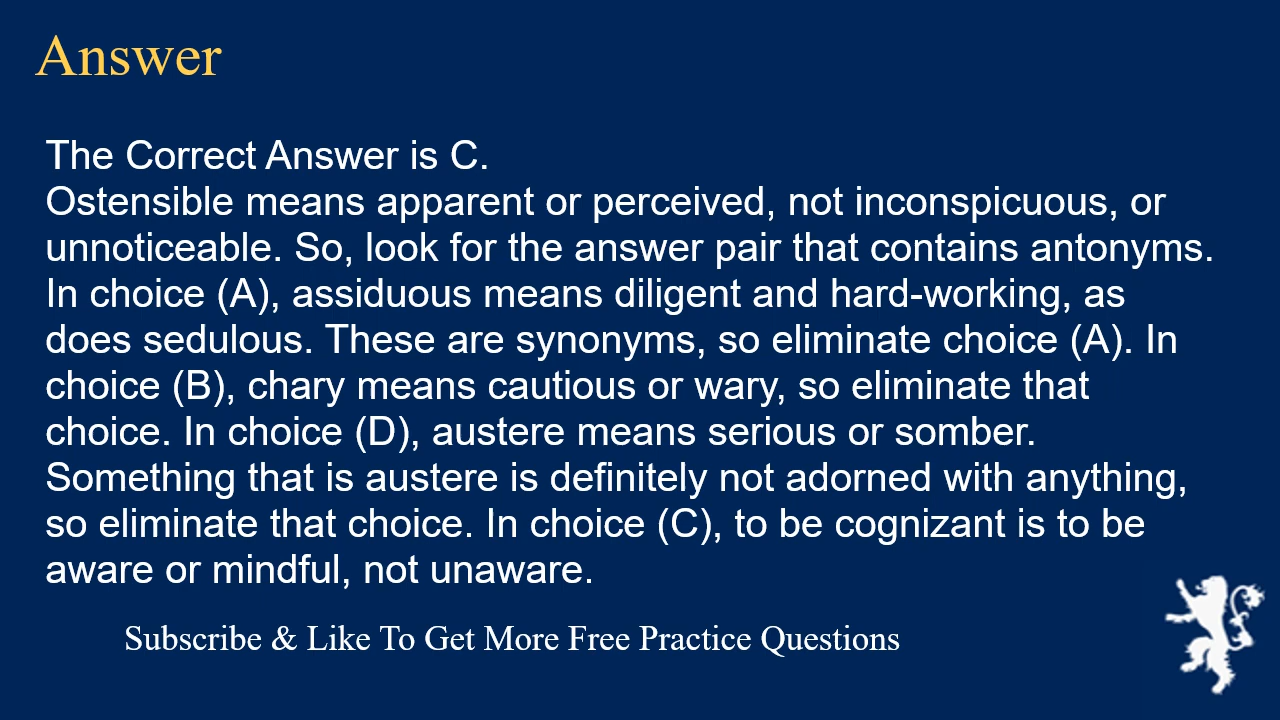 Answer
The Correct Answer is C.
Ostensible means apparent or perceived, not inconspicuous, or
unnoticeable. So, look for the answer pair that contains antonyms.
In choice (A), assiduous means diligent and hard-working, as
does sedulous. These are synonyms, so eliminate choice (A). In
choice (B), chary means cautious or wary, so eliminate that
choice. In choice (D), austere means serious or somber.
Something that is austere is definitely not adorned with anything,
so eliminate that choice. In choice (C), to be cognizant is to be
aware or mindful, not unaware.
Subscribe & Like To Get More Free Practice Questions